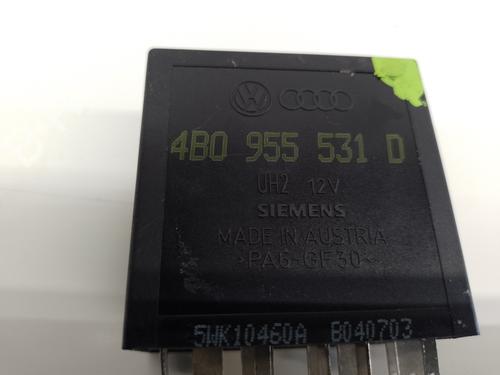 4B0 955 531 D
UH2 12V
SIEMENS
MADE IN AUSTRIA
>PA6-GF30<
5WK10460A B040703